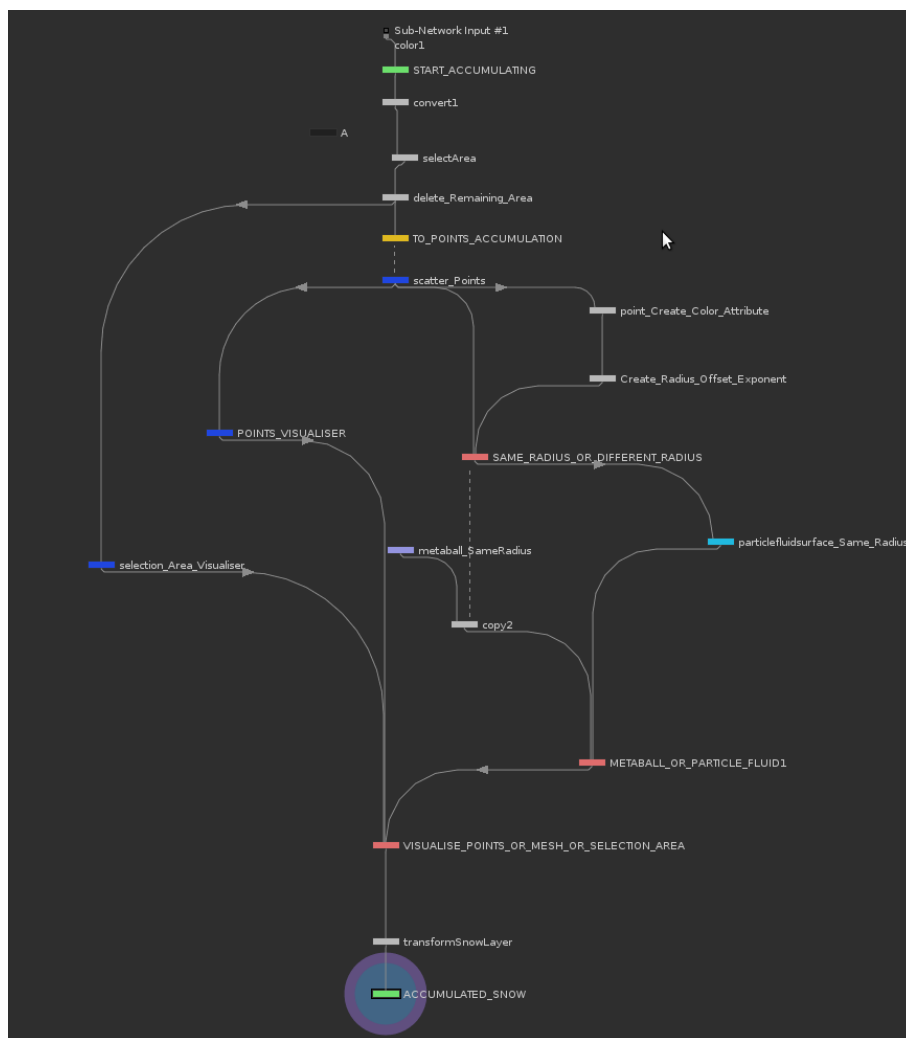 Sub-Network Input #1
color1
START_ACCUMULATING
convert1
A
selectArea
delete_Remaining_Area
TO_POINTS_ACCUMULATION
scatter_Points
point_Create_Color_Attribute
Create_Radius_Offset_Exponent
POINTS_VISUALISER
SAME_RADIUS_OR_DIFFERENT_RADIUS
particlefluidsurface_Same_Radius
metaball_SameRadius
selection_Area_Visualiser
copy2
METABALL_OR_PARTICLE_FLUID1
VISUALISE_POINTS_OR_MESH_OR_SELECTION_AREA
transformSnowLayer
ACCUMULATED_SNOW